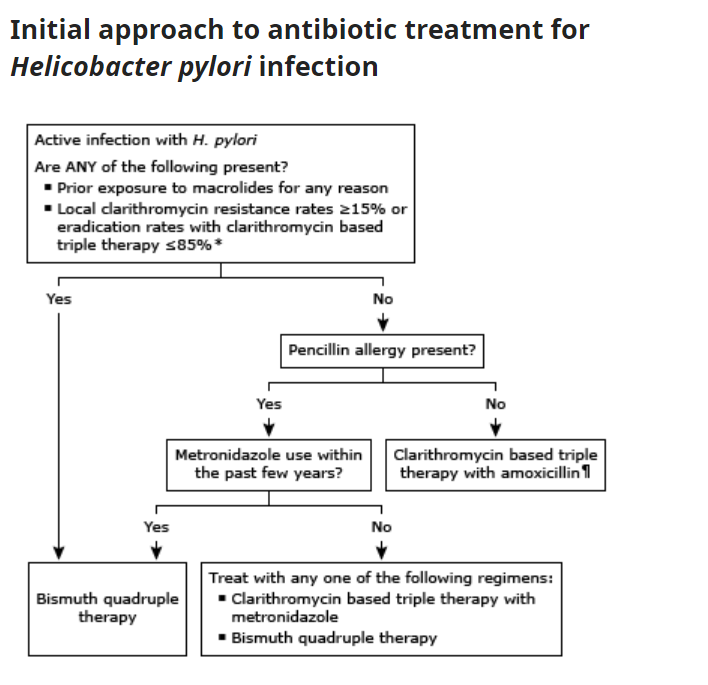 Initial approach to antibiotic treatment for
Helicobacter pylori infection
Active infection with H. pylori
Are ANY of the following present?
▪ Prior exposure to macrolides for any reason
▪ Local clarithromycin resistance rates ≥15% or
eradication rates with clarithromycin based
triple therapy ≤85%*
Yes
No
Pencillin allergy present?
Yes
No
Metronidazole use within
the past few years?
Clarithromycin based triple
therapy with amoxicillin¶
Yes
No
Bismuth quadruple
therapy
Treat with any one of the following regimens:
▪ Clarithromycin based triple therapy with
metronidazole
▪ Bismuth quadruple therapy